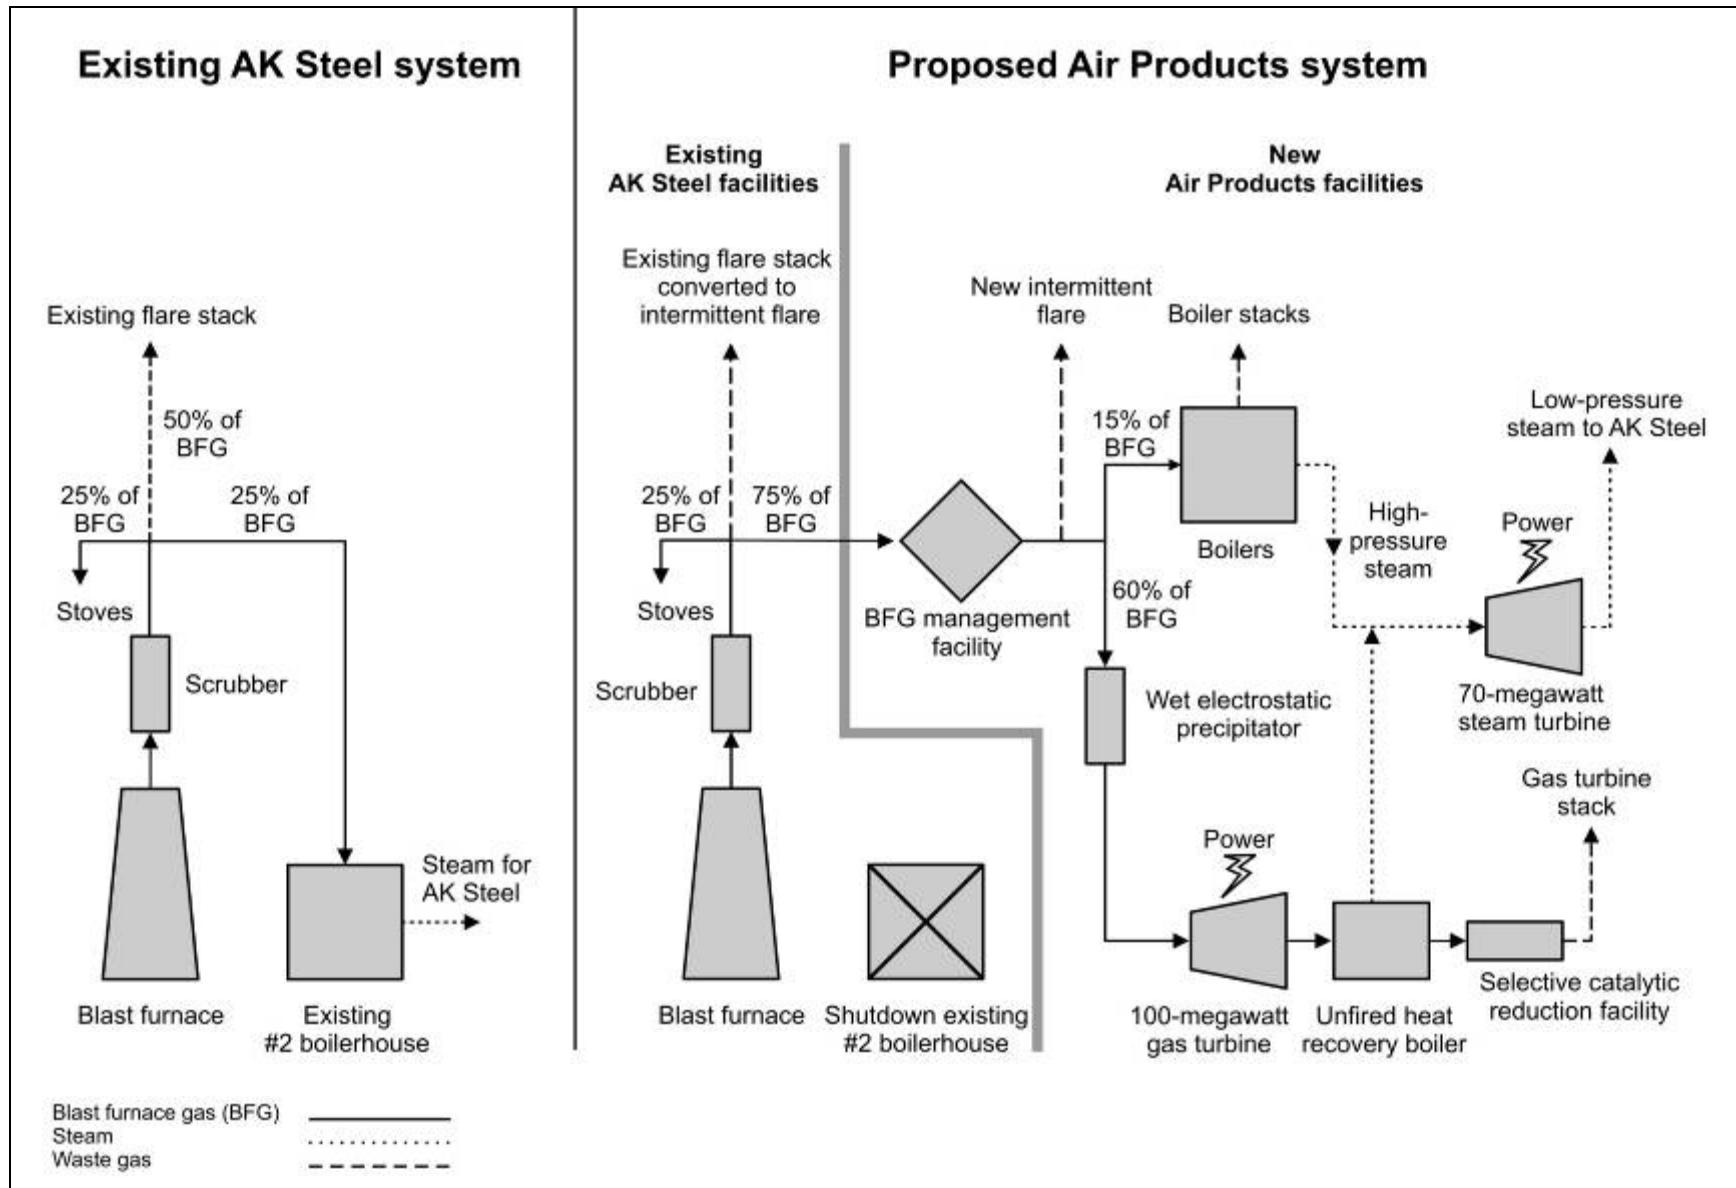 Existing AK Steel system
Existing flare stack
50% of
BFG
25% of
BFG
25% of
BFG
Stoves
Scrubber
Blast furnace
Existing
#2 boilerhouse
Steam for
AK Steel
Proposed Air Products system
Existing
AK Steel facilities
New
Air Products facilities
Existing flare stack
converted to
intermittent flare
25% of
BFG
75% of
BFG
Stoves
Scrubber
Blast furnace
Shutdown existing
#2 boilerhouse
New intermittent
flare
Boiler stacks
15% of
BFG
Boilers
BFG management
facility
60% of
BFG
High-
pressure
steam
Low-pressure
steam to AK Steel
Power
70-megawatt
steam turbine
Wet electrostatic
precipitator
Gas turbine
stack
Power
100-megawatt
gas turbine
Unfired heat
recovery boiler
Selective catalytic
reduction facility
Blast furnace gas (BFG)
Steam
Waste gas